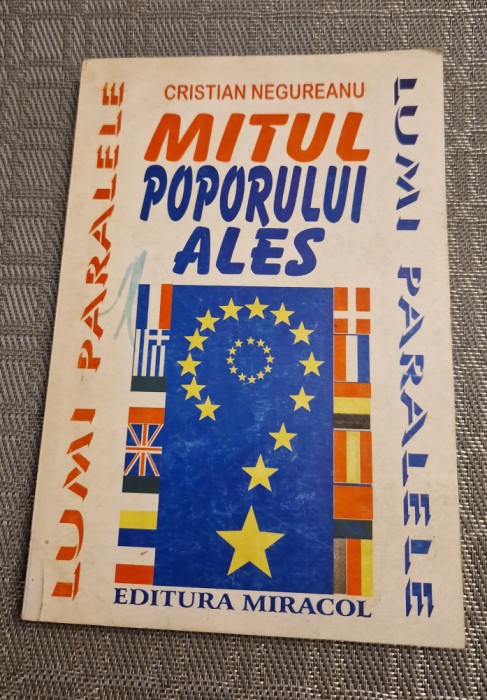 CRISTIAN NEGUREANU
MITUL
POPORULUI
ALES
LUMI PARALELE
LUMI PARALELE
EDITURA MIRACOL